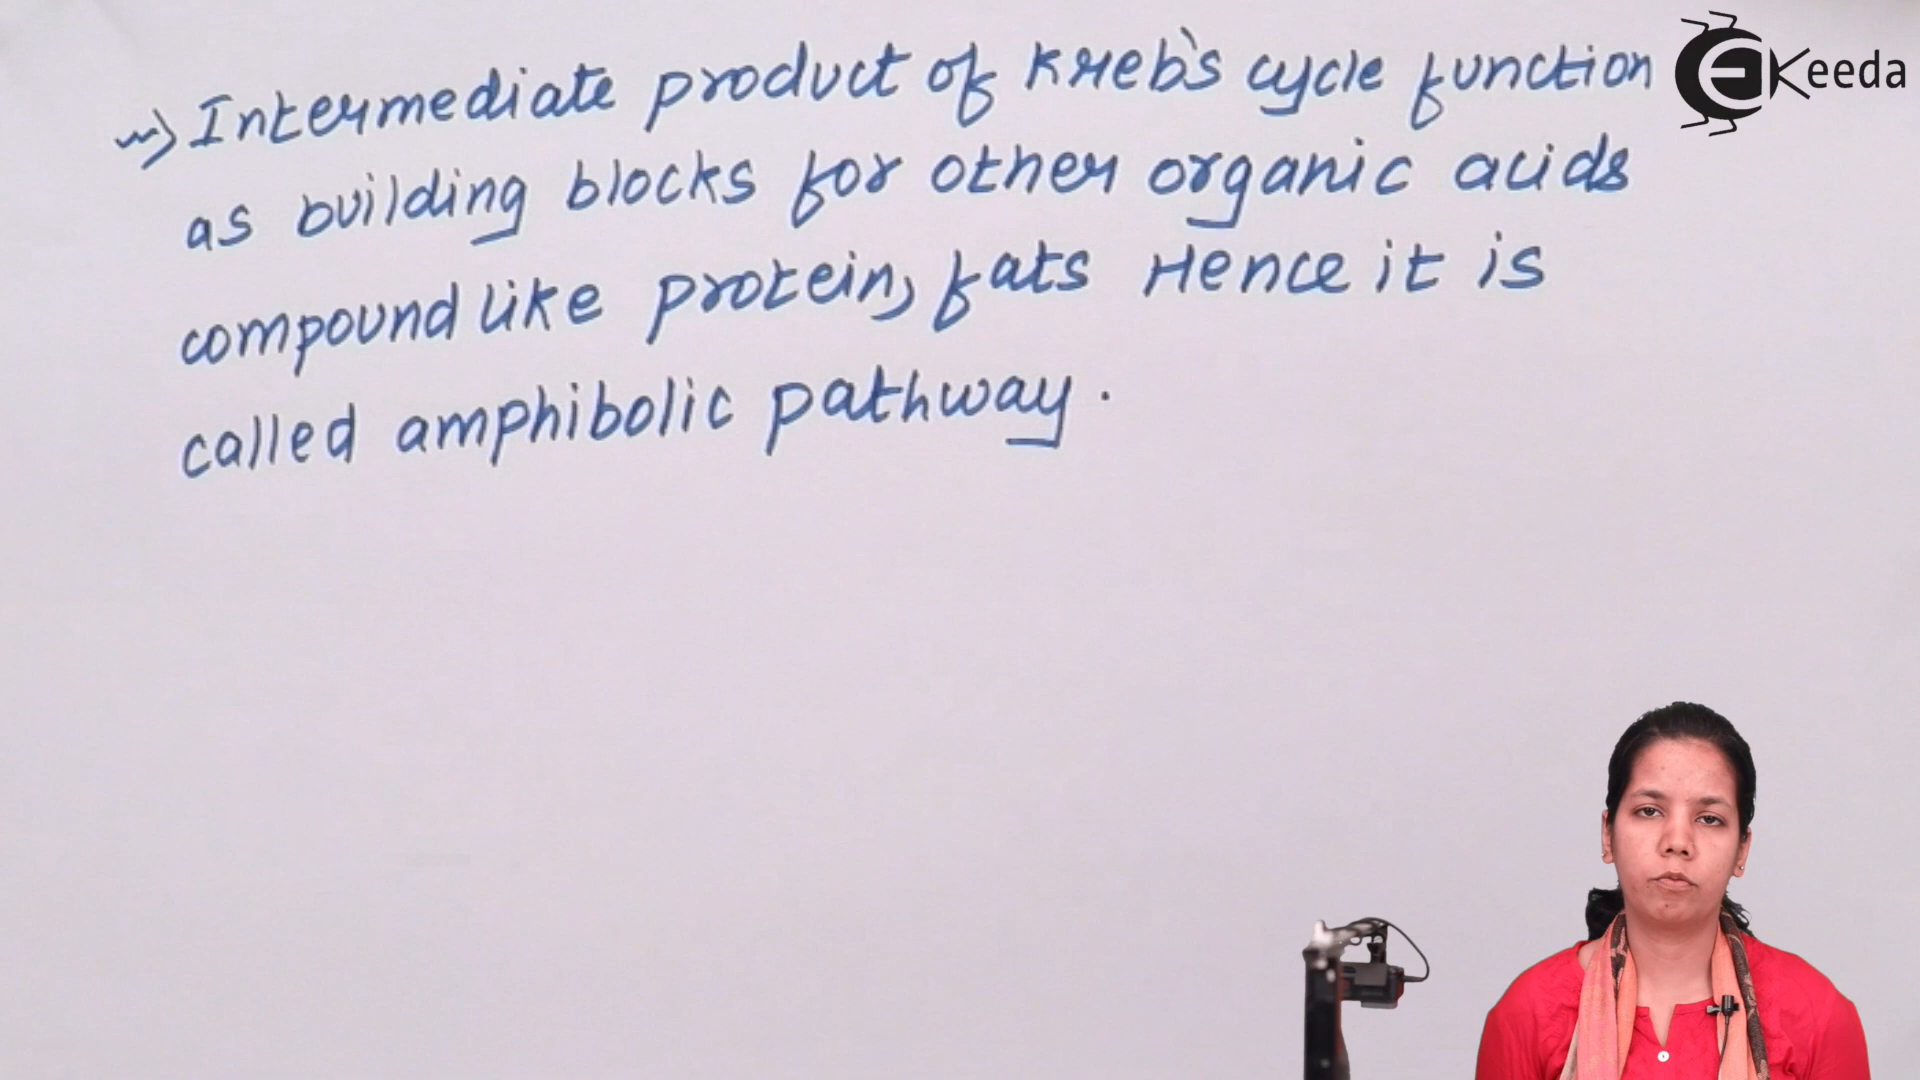 Intermediate product of Kreb's cycle function
as building blocks for other organic acids
compound like protein, fats Hence it is
called amphibolic pathway.
EKeeda